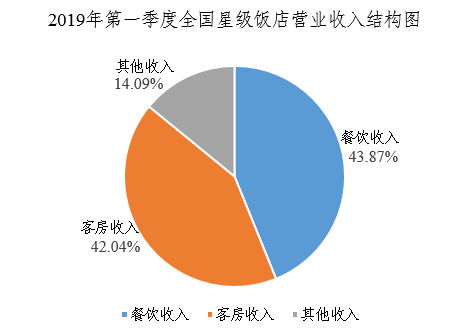 2019年第一季度全国星级饭店营业收入结构图
其他收入
14.09%
餐饮收入
43.87%
客房收入
42.04%
餐饮收入 客房收入 其他收入